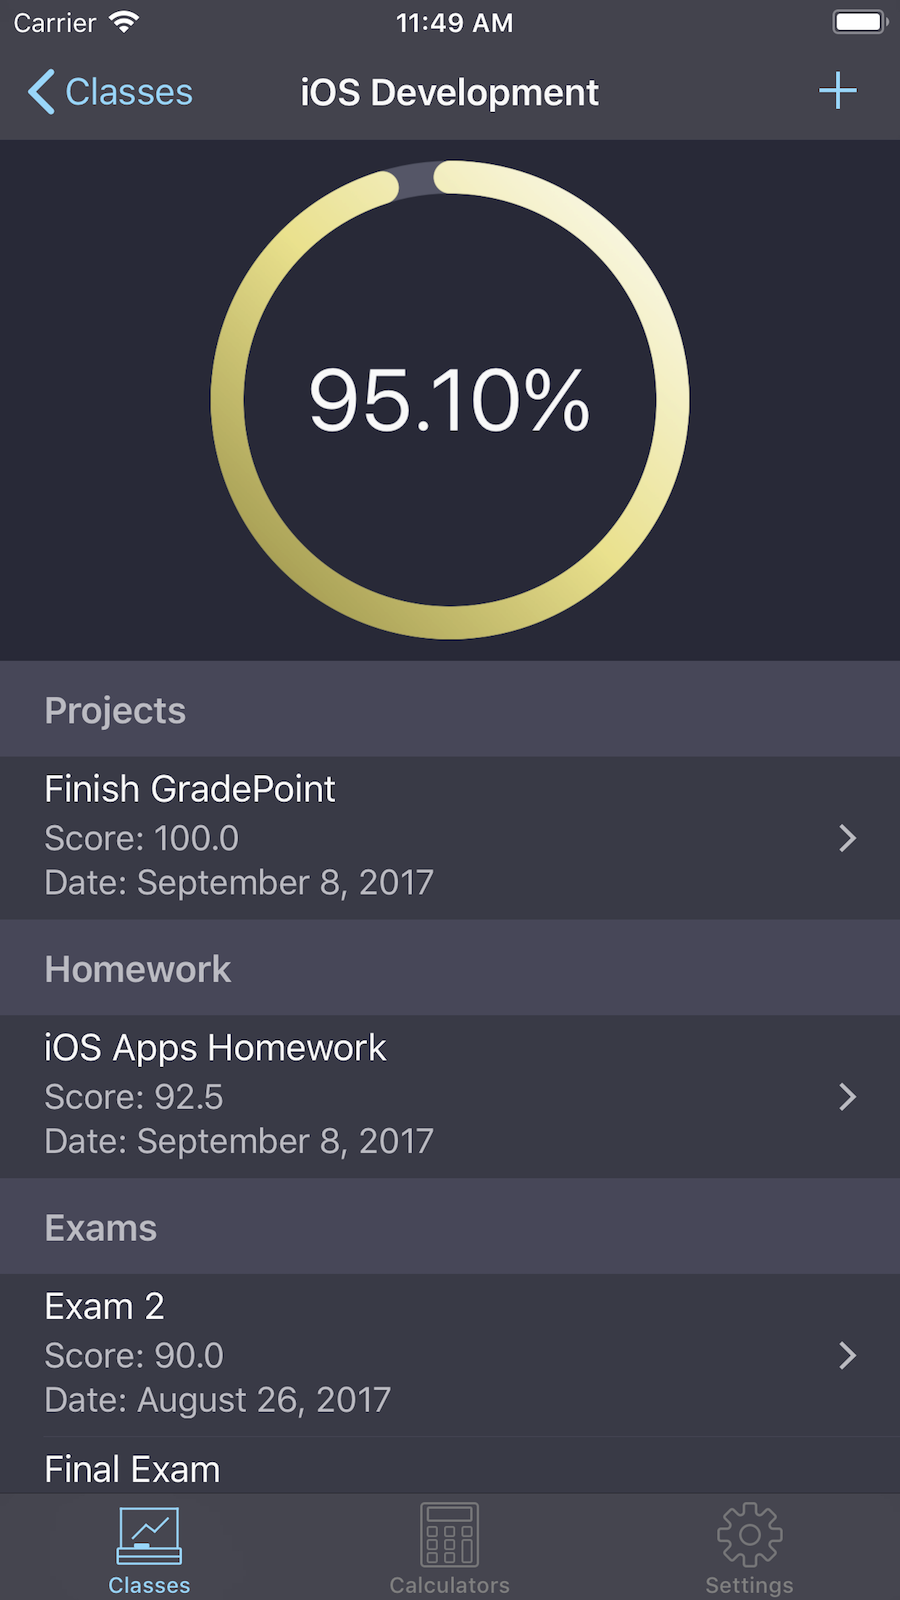 Carrier 11:49 AM
Classes iOS Development
95.10%
Projects
Finish GradePoint
Score: 100.0
Date: September 8, 2017
Homework
iOS Apps Homework
Score: 92.5
Date: September 8, 2017
Exams
Exam 2
Score: 90.0
Date: August 26, 2017
Final Exam
Classes Calculators Settings